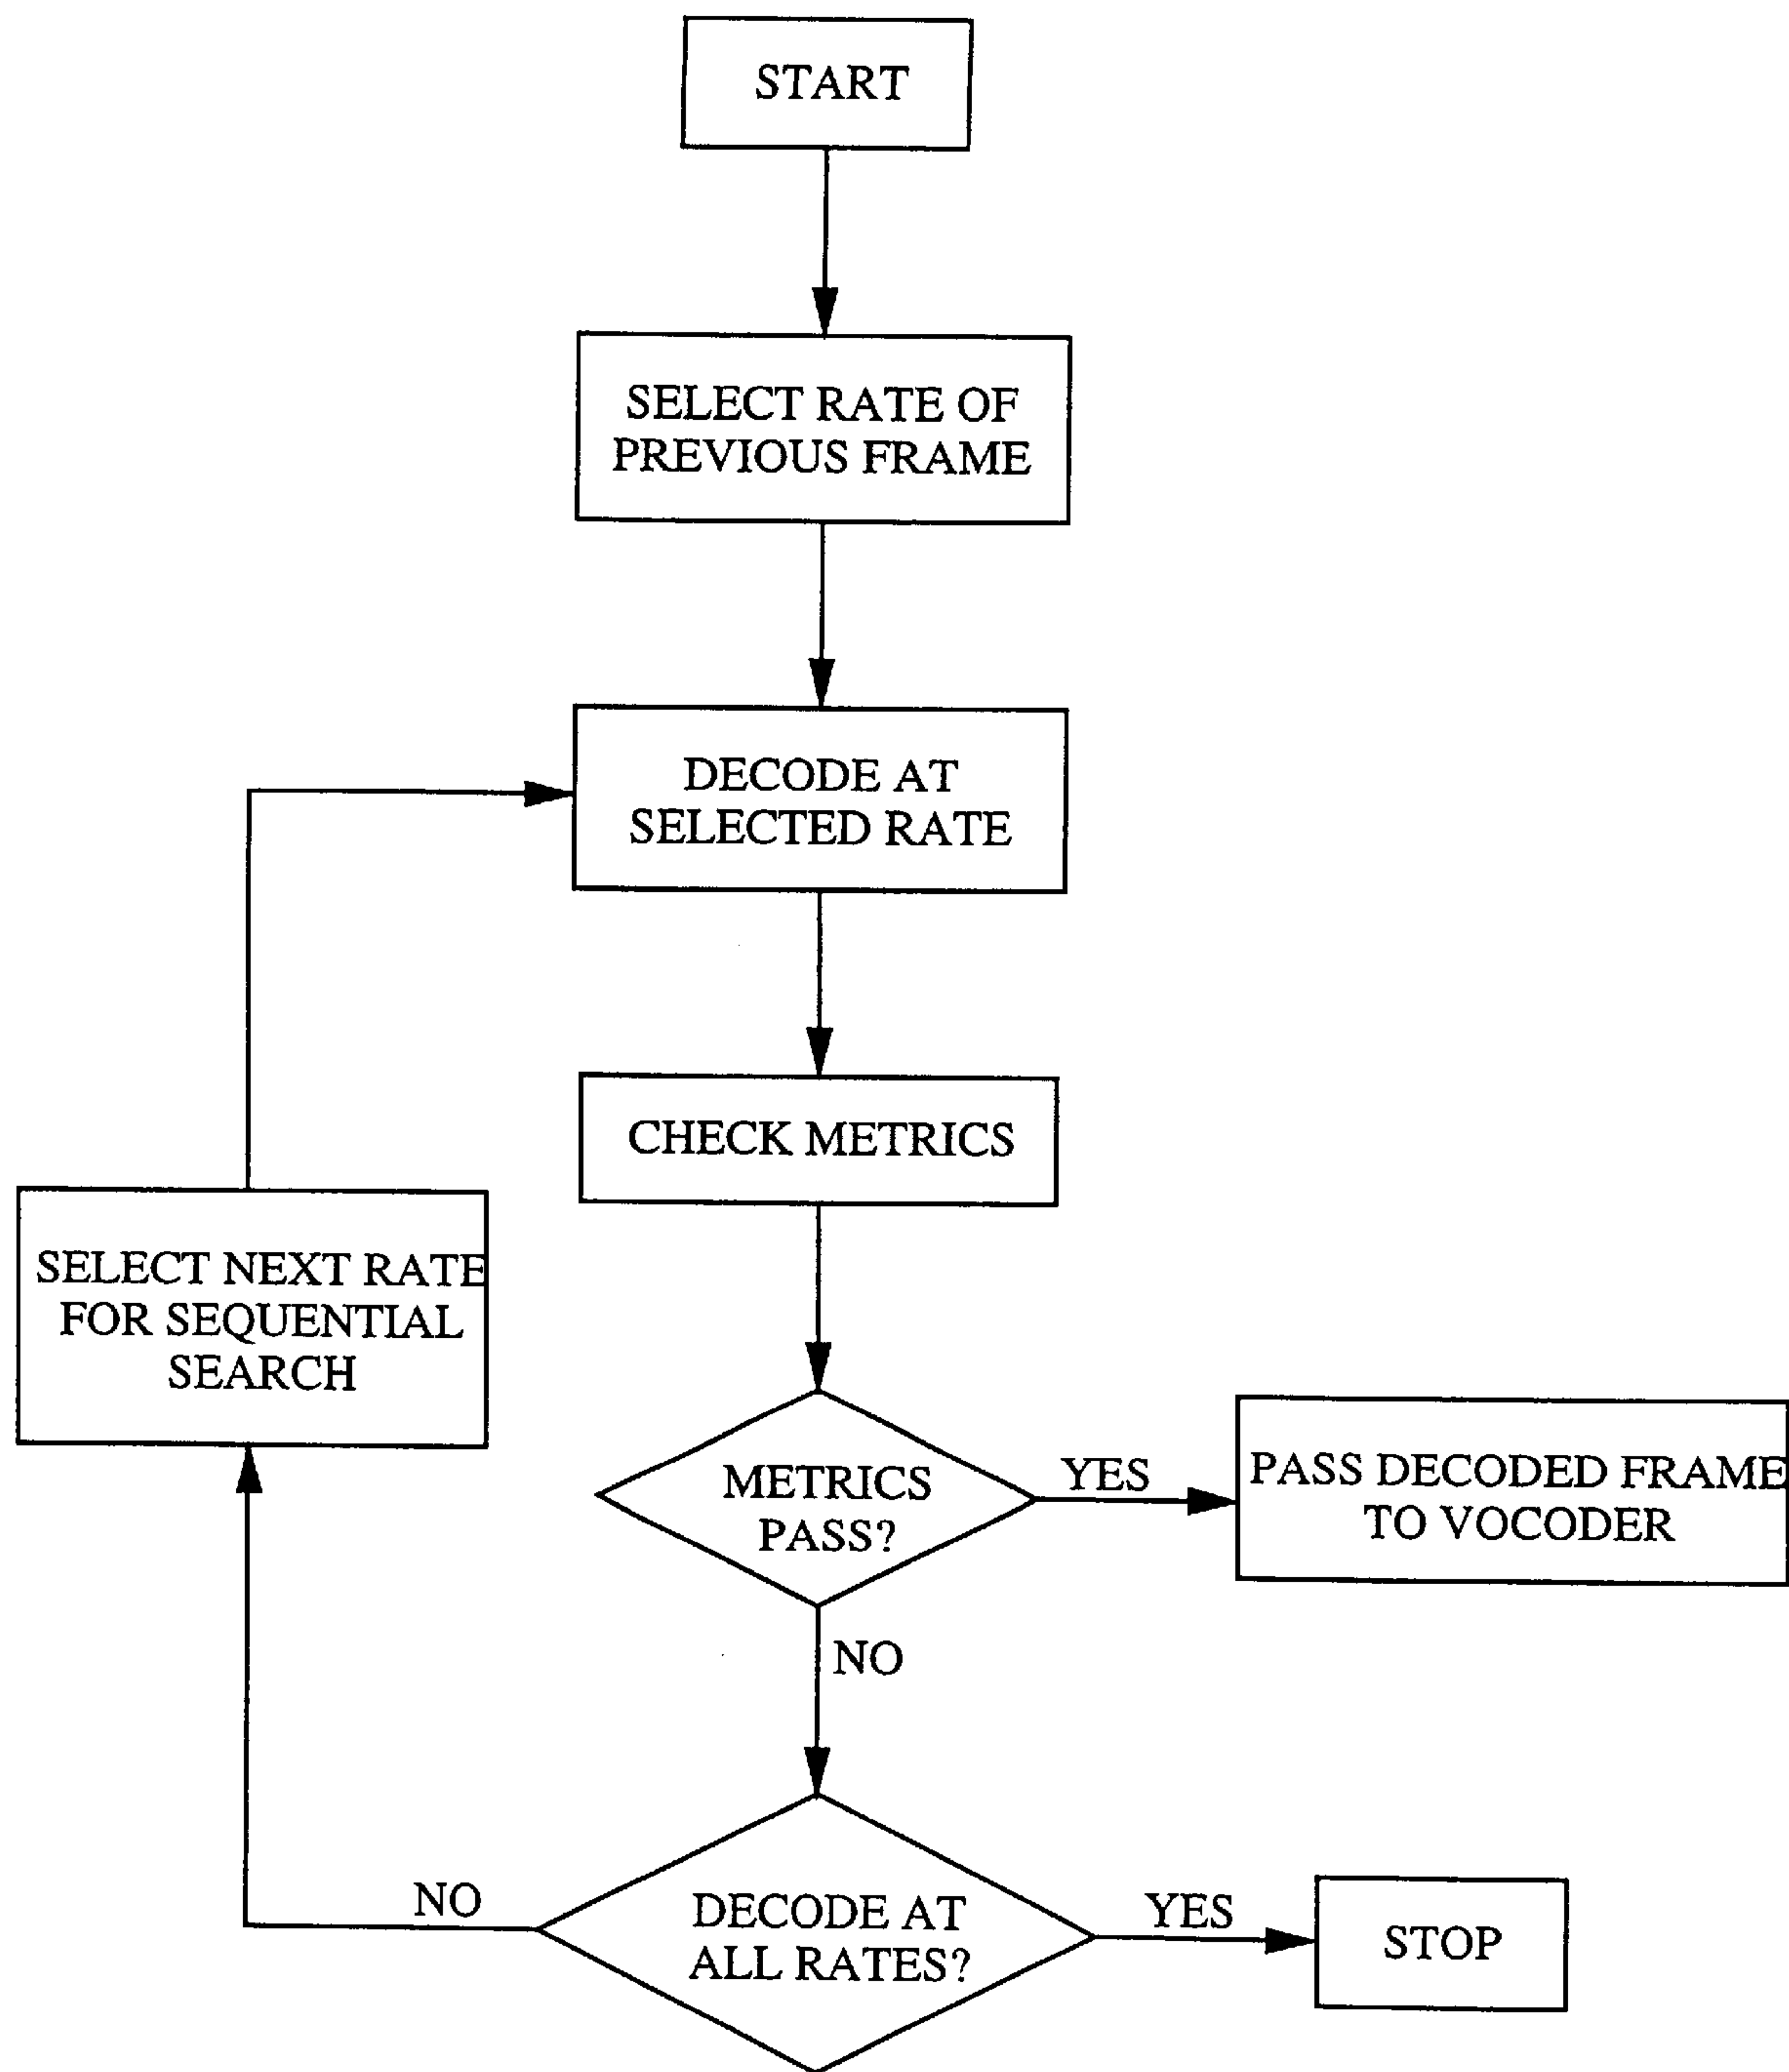 START
SELECT RATE OF
PREVIOUS FRAME
DECODE AT
SELECTED RATE
CHECK METRICS
SELECT NEXT RATE
FOR SEQUENTIAL
SEARCH
METRICS
PASS?
YES
PASS DECODED FRAME
TO VOCODER
NO
DECODE AT
ALL RATES?
NO
YES
STOP